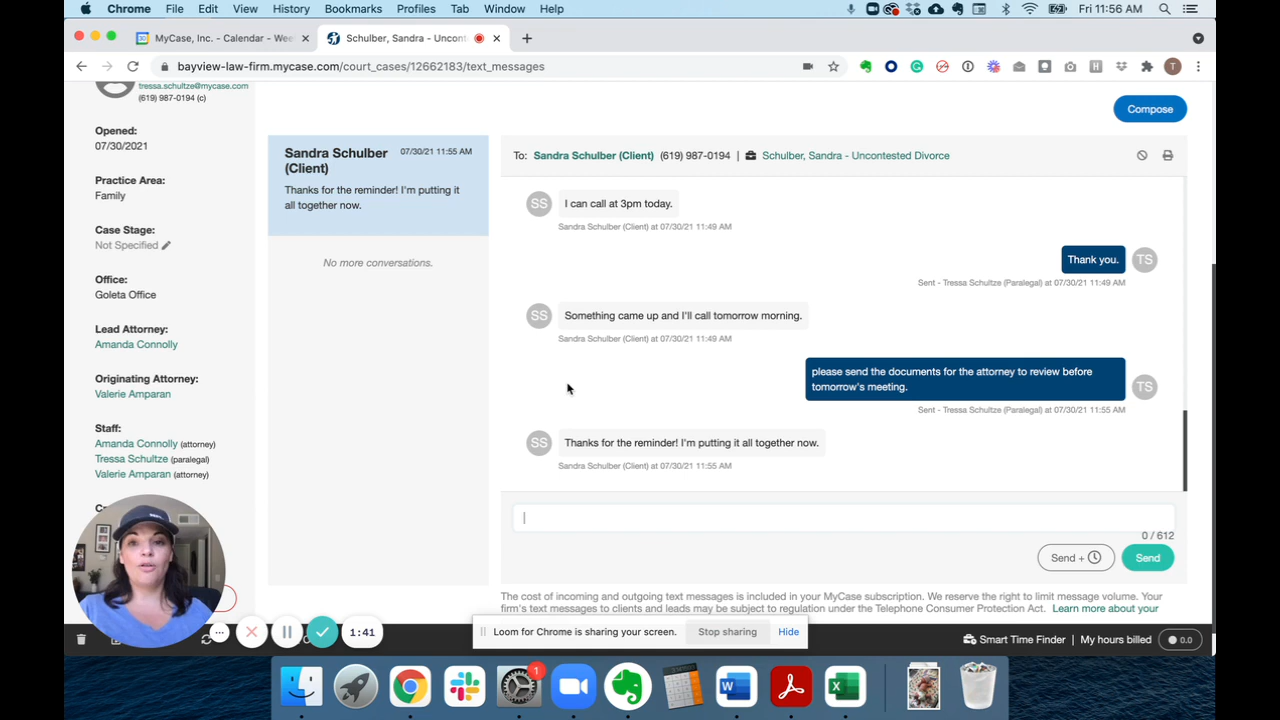 Chrome File Edit View History Bookmarks Profiles Tab Window Help Fri 11:56 AM
MyCase, Inc. - Calendar - Wee
Schulber, Sandra - Uncont
bayview-law-firm.mycase.com/court_cases/12662183/text_messages
T
tressa.schultze@mycase.com
(619) 987-0194 (c)
Opened:
07/30/2021
Practice Area:
Family
Case Stage:
Not Specified
Office:
Goleta Office
Lead Attorney:
Amanda Connolly
Originating Attorney:
Valerie Amparan
Staff:
Amanda Connolly (attorney)
Tressa Schultze (paralegal)
Valerie Amparan (attorney)
Compose
Sandra Schulber (Client)
07/30/21 11:55 AM
Thanks for the reminder! I'm putting it
all together now.
No more conversations.
To: Sandra Schulber (Client) (619) 987-0194 | Schulber, Sandra - Uncontested Divorce
SS I can call at 3pm today.
Sandra Schulber (Client) at 07/30/21 11:49 AM
Thank you. TS
Sent - Tressa Schultze (Paralegal) at 07/30/21 11:49 AM
SS Something came up and I'll call tomorrow morning.
Sandra Schulber (Client) at 07/30/21 11:49 AM
please send the documents for the attorney to review before
tomorrow's meeting. TS
Sent - Tressa Schultze (Paralegal) at 07/30/21 11:55 AM
SS Thanks for the reminder! I'm putting it all together now.
Sandra Schulber (Client) at 07/30/21 11:55 AM
0 / 612
Send +
Send
The cost of incoming and outgoing text messages is included in your MyCase subscription. We reserve the right to limit message volume. Your
firm's text messages to clients and leads may be subject to regulation under the Telephone Consumer Protection Act. Learn more about your
1:41
Loom for Chrome is sharing your screen. Stop sharing Hide
Smart Time Finder | My hours billed 0.0
1